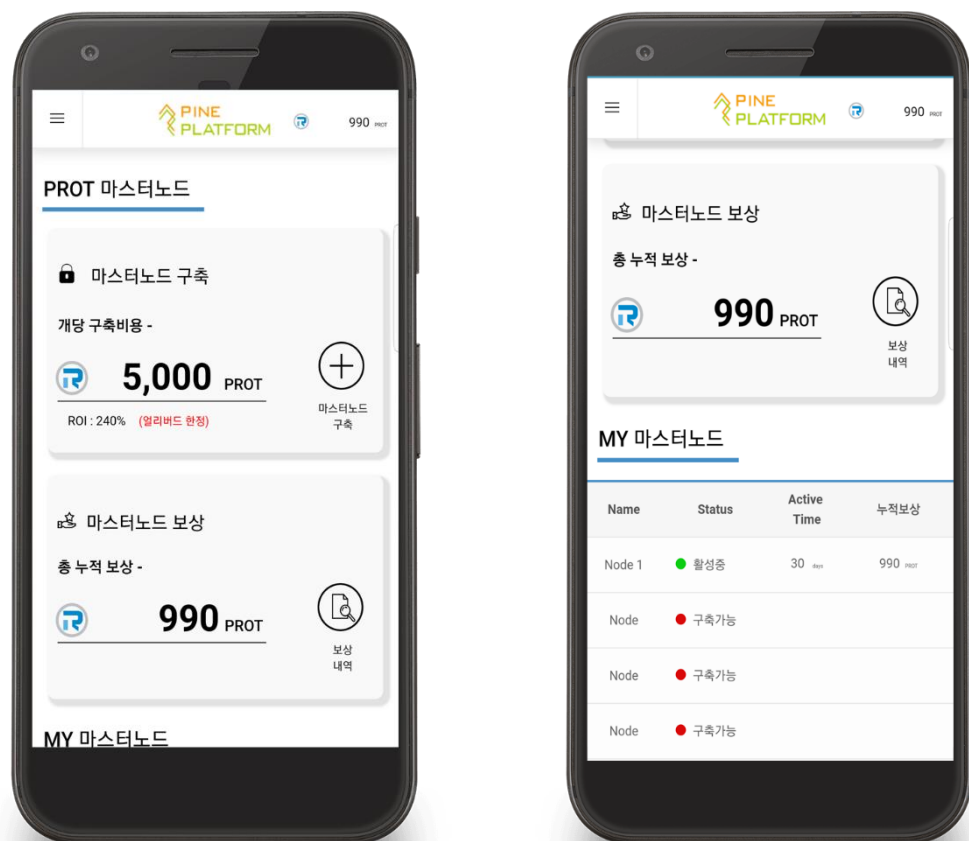 PINE
PLATFORM
990 PROT
PROT 마스터노드
마스터노드 구축
개당 구축비용 -
5,000 PROT
ROI : 240% (얼리버드 한정)
마스터노드
구축
마스터노드 보상
총 누적 보상 -
990 PROT
보상
내역
MY 마스터노드
PINE
PLATFORM
990 PROT
마스터노드 보상
총 누적 보상 -
990 PROT
보상
내역
MY 마스터노드
Name Status Active Time 누적보상
Node 1 활성중 30 days 990 PROT
Node 구축가능
Node 구축가능
Node 구축가능